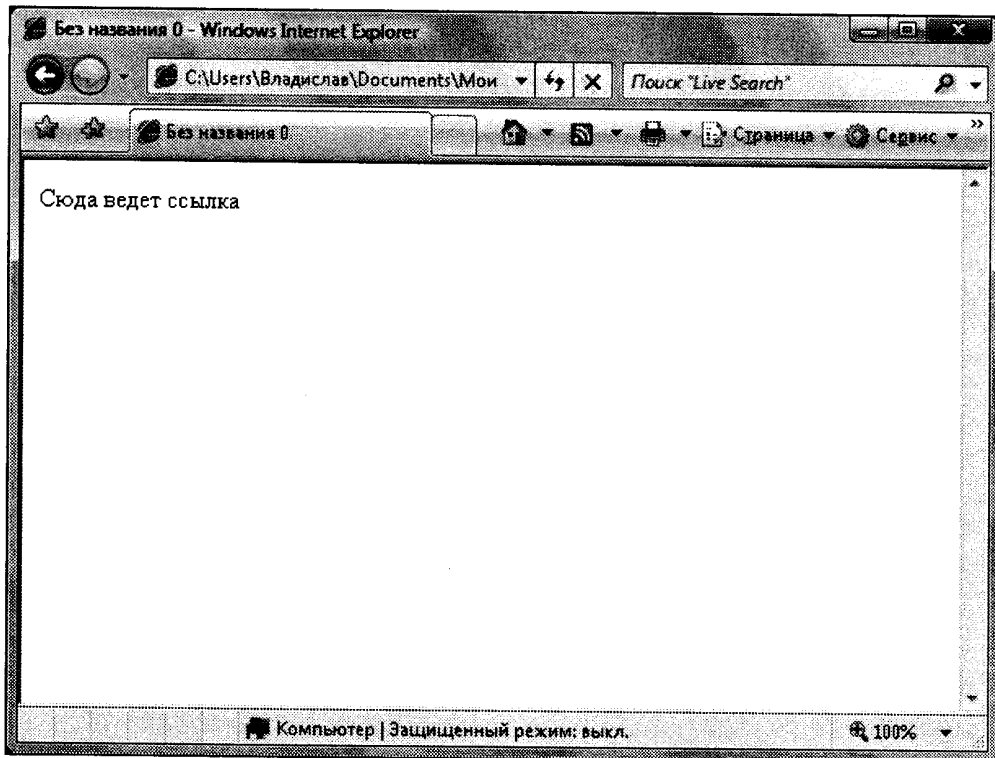 Без названия 0 - Windows Internet Explorer
C:\Users\Владислав\Documents\Мои
Поиск "Live Search"
Без названия 0
Страница
Сервис
»
Сюда ведет ссылка
Компьютер | Защищенный режим: выкл.
100%